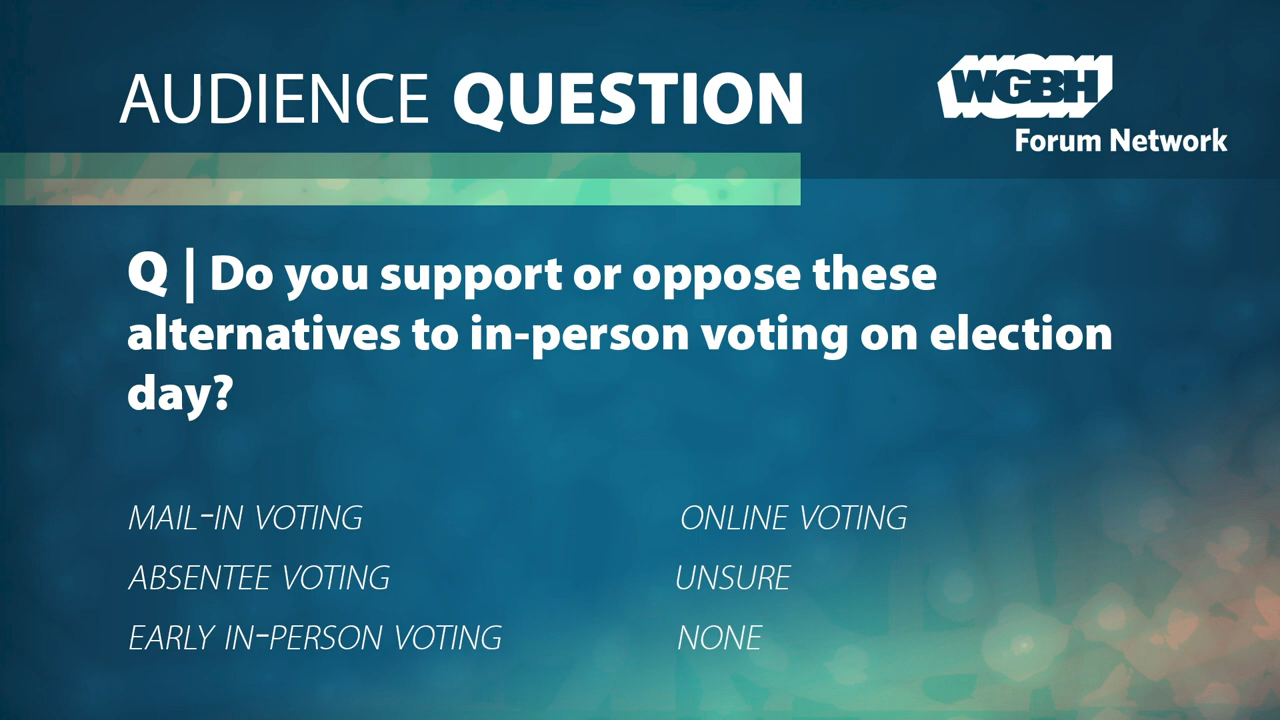 AUDIENCE QUESTION
WGBH
Forum Network
Q | Do you support or oppose these
alternatives to in-person voting on election
day?
MAIL-IN VOTING
ABSENTEE VOTING
EARLY IN-PERSON VOTING
ONLINE VOTING
UNSURE
NONE